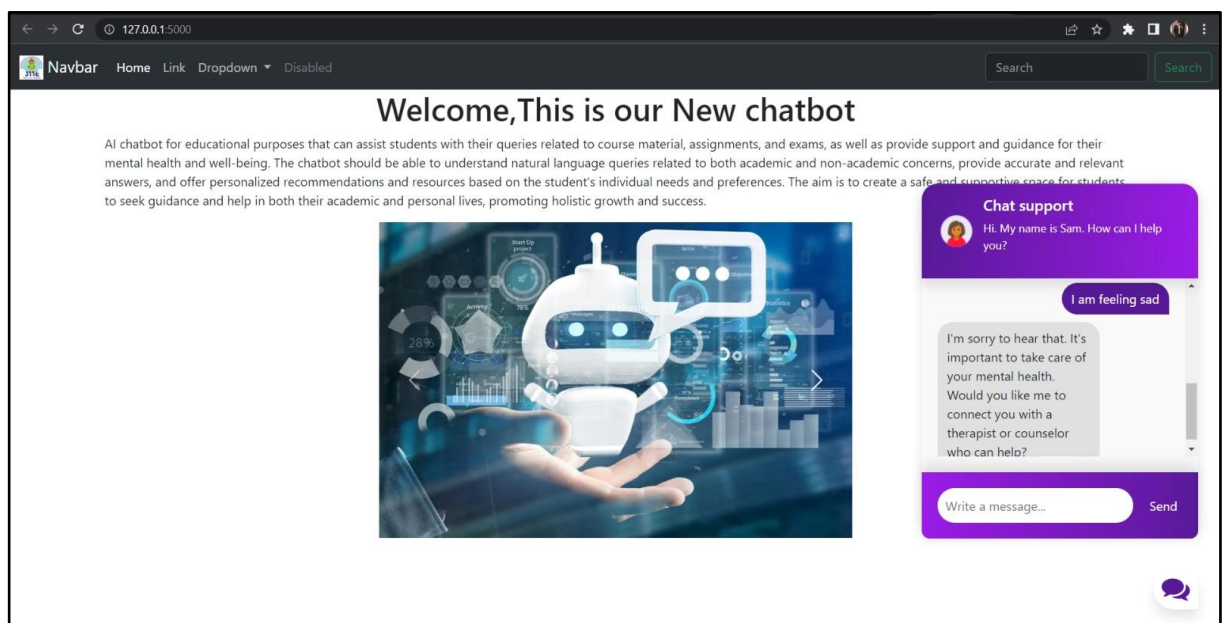 127.0.0.1:5000
Navbar Home Link Dropdown Disabled Search Search
Welcome,This is our New chatbot
AI chatbot for educational purposes that can assist students with their queries related to course material, assignments, and exams, as well as provide support and guidance for their
mental health and well-being. The chatbot should be able to understand natural language queries related to both academic and non-academic concerns, provide accurate and relevant
answers, and offer personalized recommendations and resources based on the student's individual needs and preferences. The aim is to create a safe and supportive space for students
to seek guidance and help in both their academic and personal lives, promoting holistic growth and success.
Start Up
project
Activity
70%
Statistics
28%
Completed
Chat support
Hi. My name is Sam. How can I help
you?
I am feeling sad
I'm sorry to hear that. It's
important to take care of
your mental health.
Would you like me to
connect you with a
therapist or counselor
who can help?
Write a message...
Send